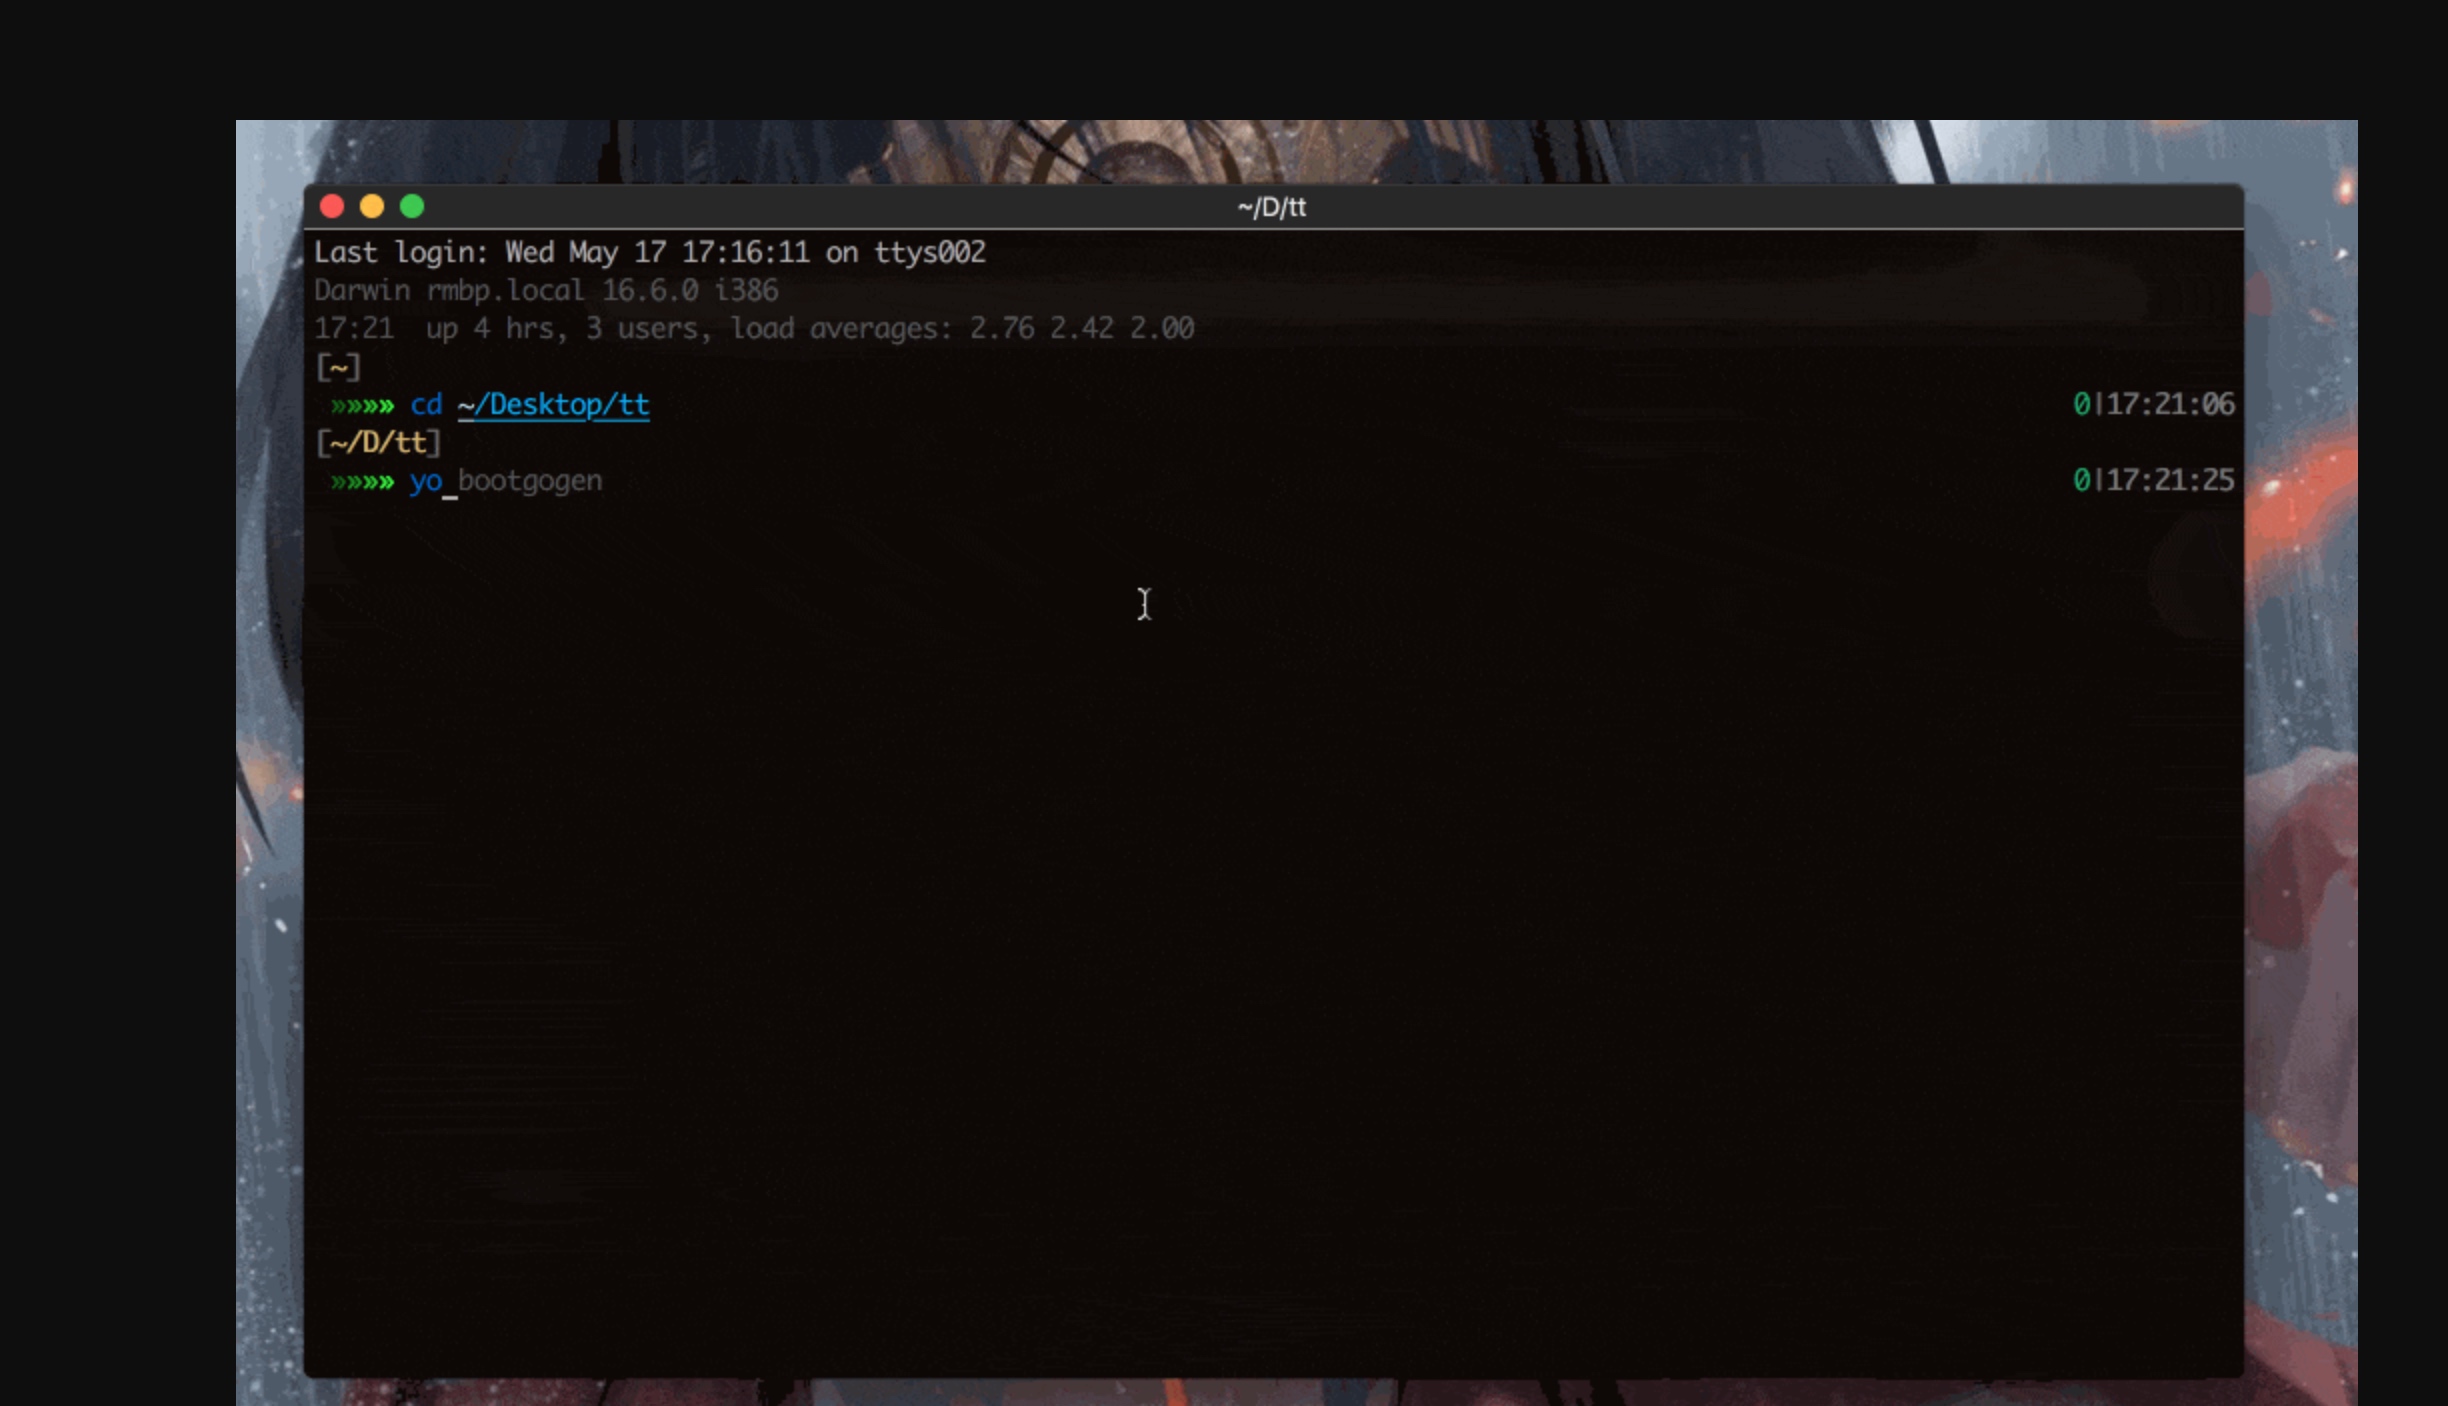 ~/D/tt
Last login: Wed May 17 17:16:11 on ttys002
Darwin rmbp.local 16.6.0 i386
17:21  up 4 hrs, 3 users, load averages: 2.76 2.42 2.00
[~]
»»»» cd ~/Desktop/tt 0|17:21:06
[~/D/tt]
»»»» yo_bootgogen 0|17:21:25